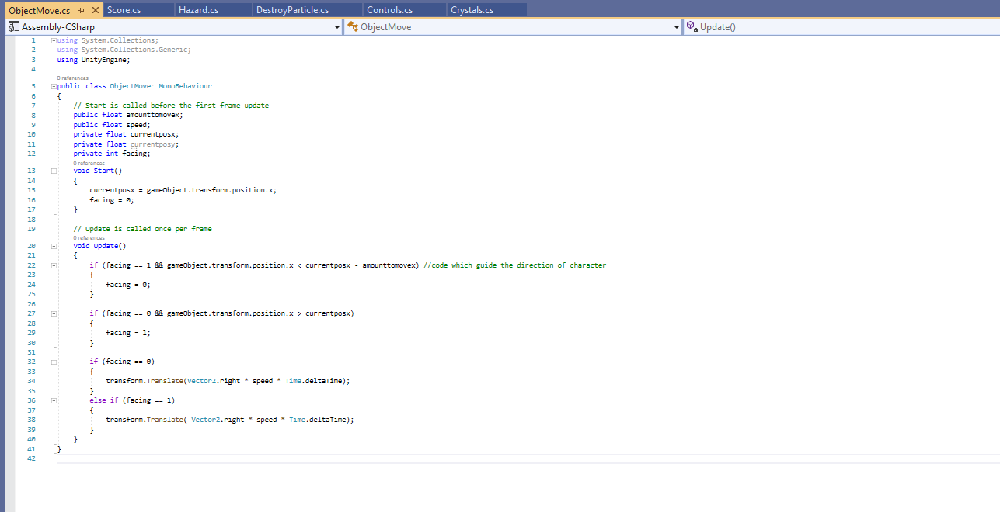 ObjectMove.cs Score.cs Hazard.cs DestroyParticle.cs Controls.cs Crystals.cs
Assembly-CSharp ObjectMove Update()
1 using System.Collections;
2 using System.Collections.Generic;
3 using UnityEngine;
4
0 references
5 public class ObjectMove: MonoBehaviour
6 {
7 // Start is called before the first frame update
8 public float amounttomovex;
9 public float speed;
10 private float currentposx;
11 private float currentposy;
12 private int facing;
0 references
13 void Start()
14 {
15 currentposx = gameObject.transform.position.x;
16 facing = 0;
17 }
18
19 // Update is called once per frame
0 references
20 void Update()
21 {
22 if (facing == 1 && gameObject.transform.position.x < currentposx - amounttomovex) //code which guide the direction of character
23 {
24 facing = 0;
25 }
26
27 if (facing == 0 && gameObject.transform.position.x > currentposx)
28 {
29 facing = 1;
30 }
31
32 if (facing == 0)
33 {
34 transform.Translate(Vector2.right * speed * Time.deltaTime);
35 }
36 else if (facing == 1)
37 {
38 transform.Translate(-Vector2.right * speed * Time.deltaTime);
39 }
40 }
41 }
42